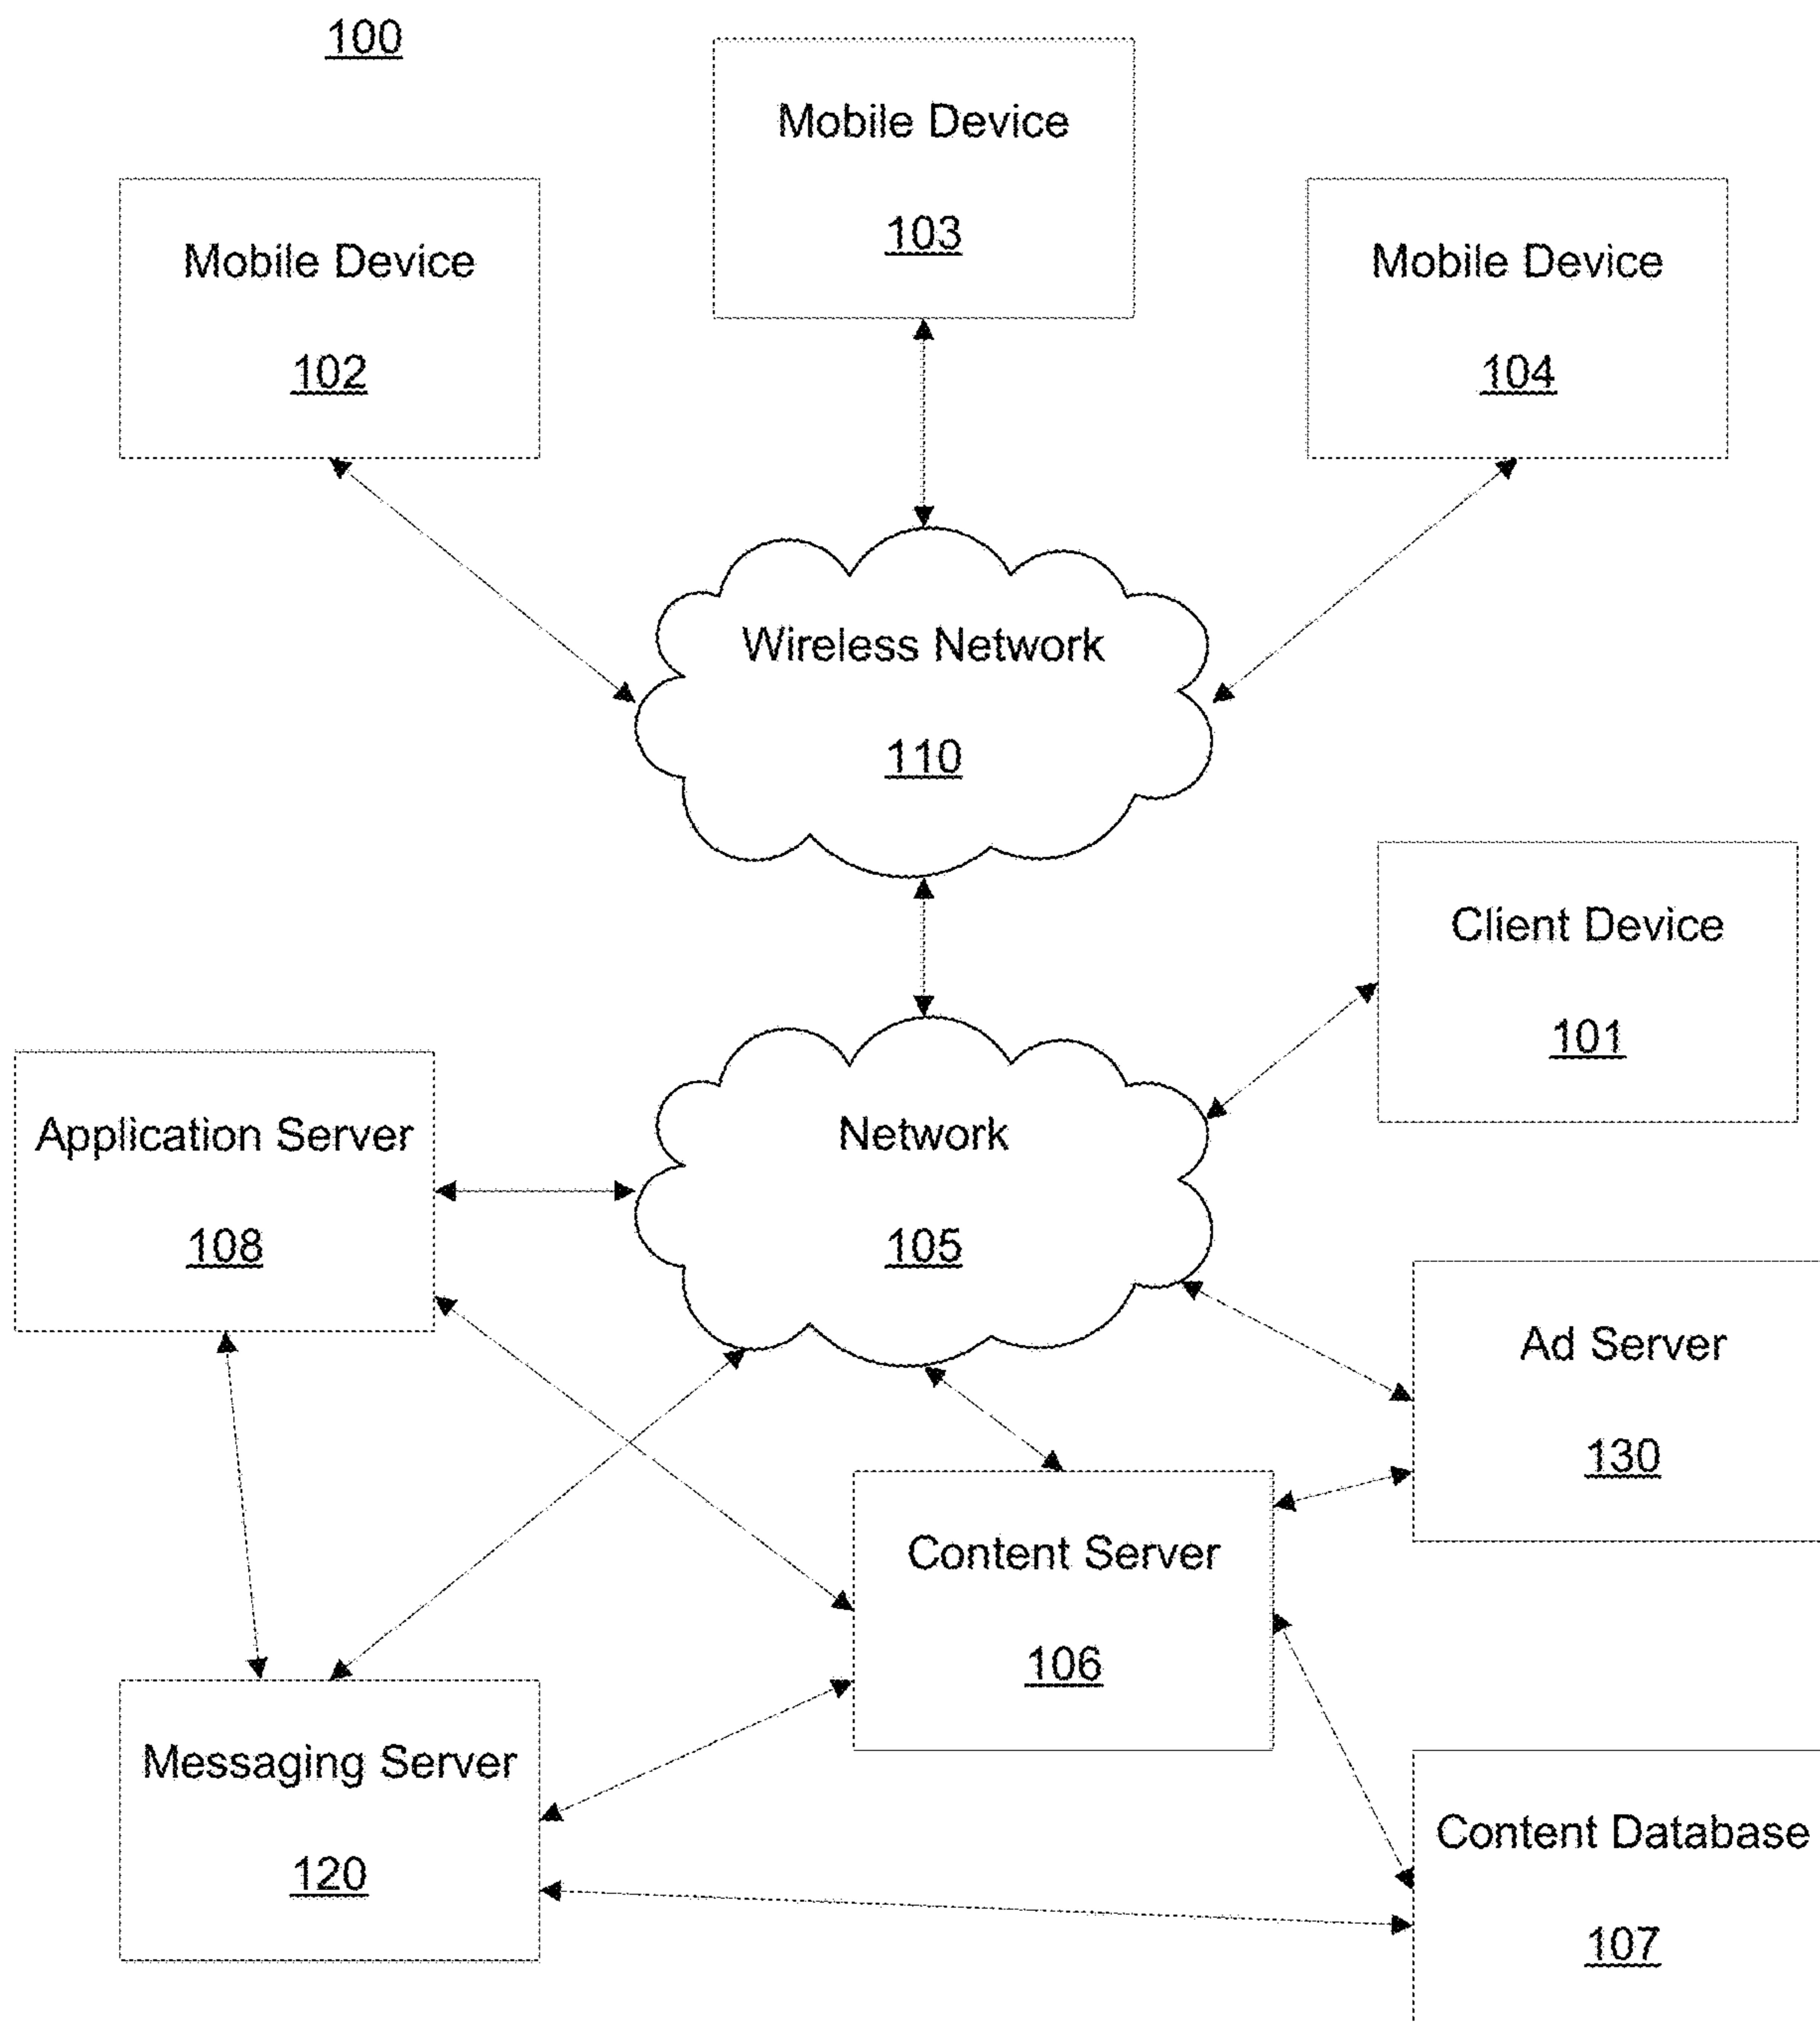 100
Mobile Device
103
Mobile Device
102
Mobile Device
104
Wireless Network
110
Client Device
101
Application Server
108
Network
105
Ad Server
130
Content Server
106
Messaging Server
120
Content Database
107